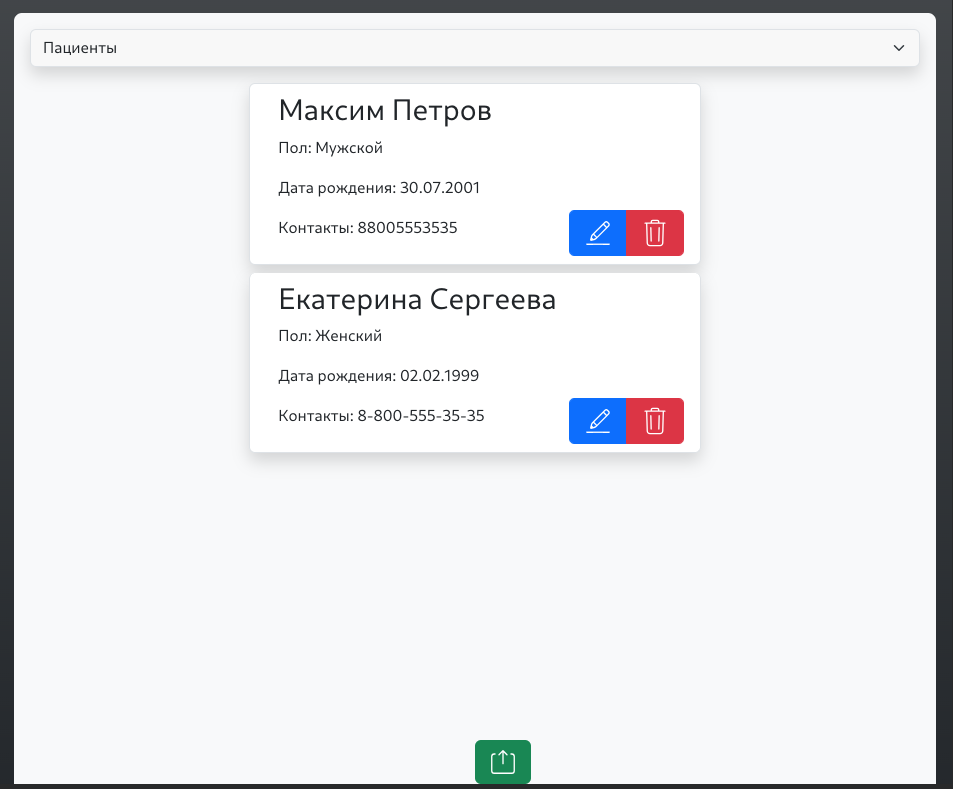 Пациенты
Максим Петров
Пол: Мужской
Дата рождения: 30.07.2001
Контакты: 88005553535
Екатерина Сергеева
Пол: Женский
Дата рождения: 02.02.1999
Контакты: 8-800-555-35-35